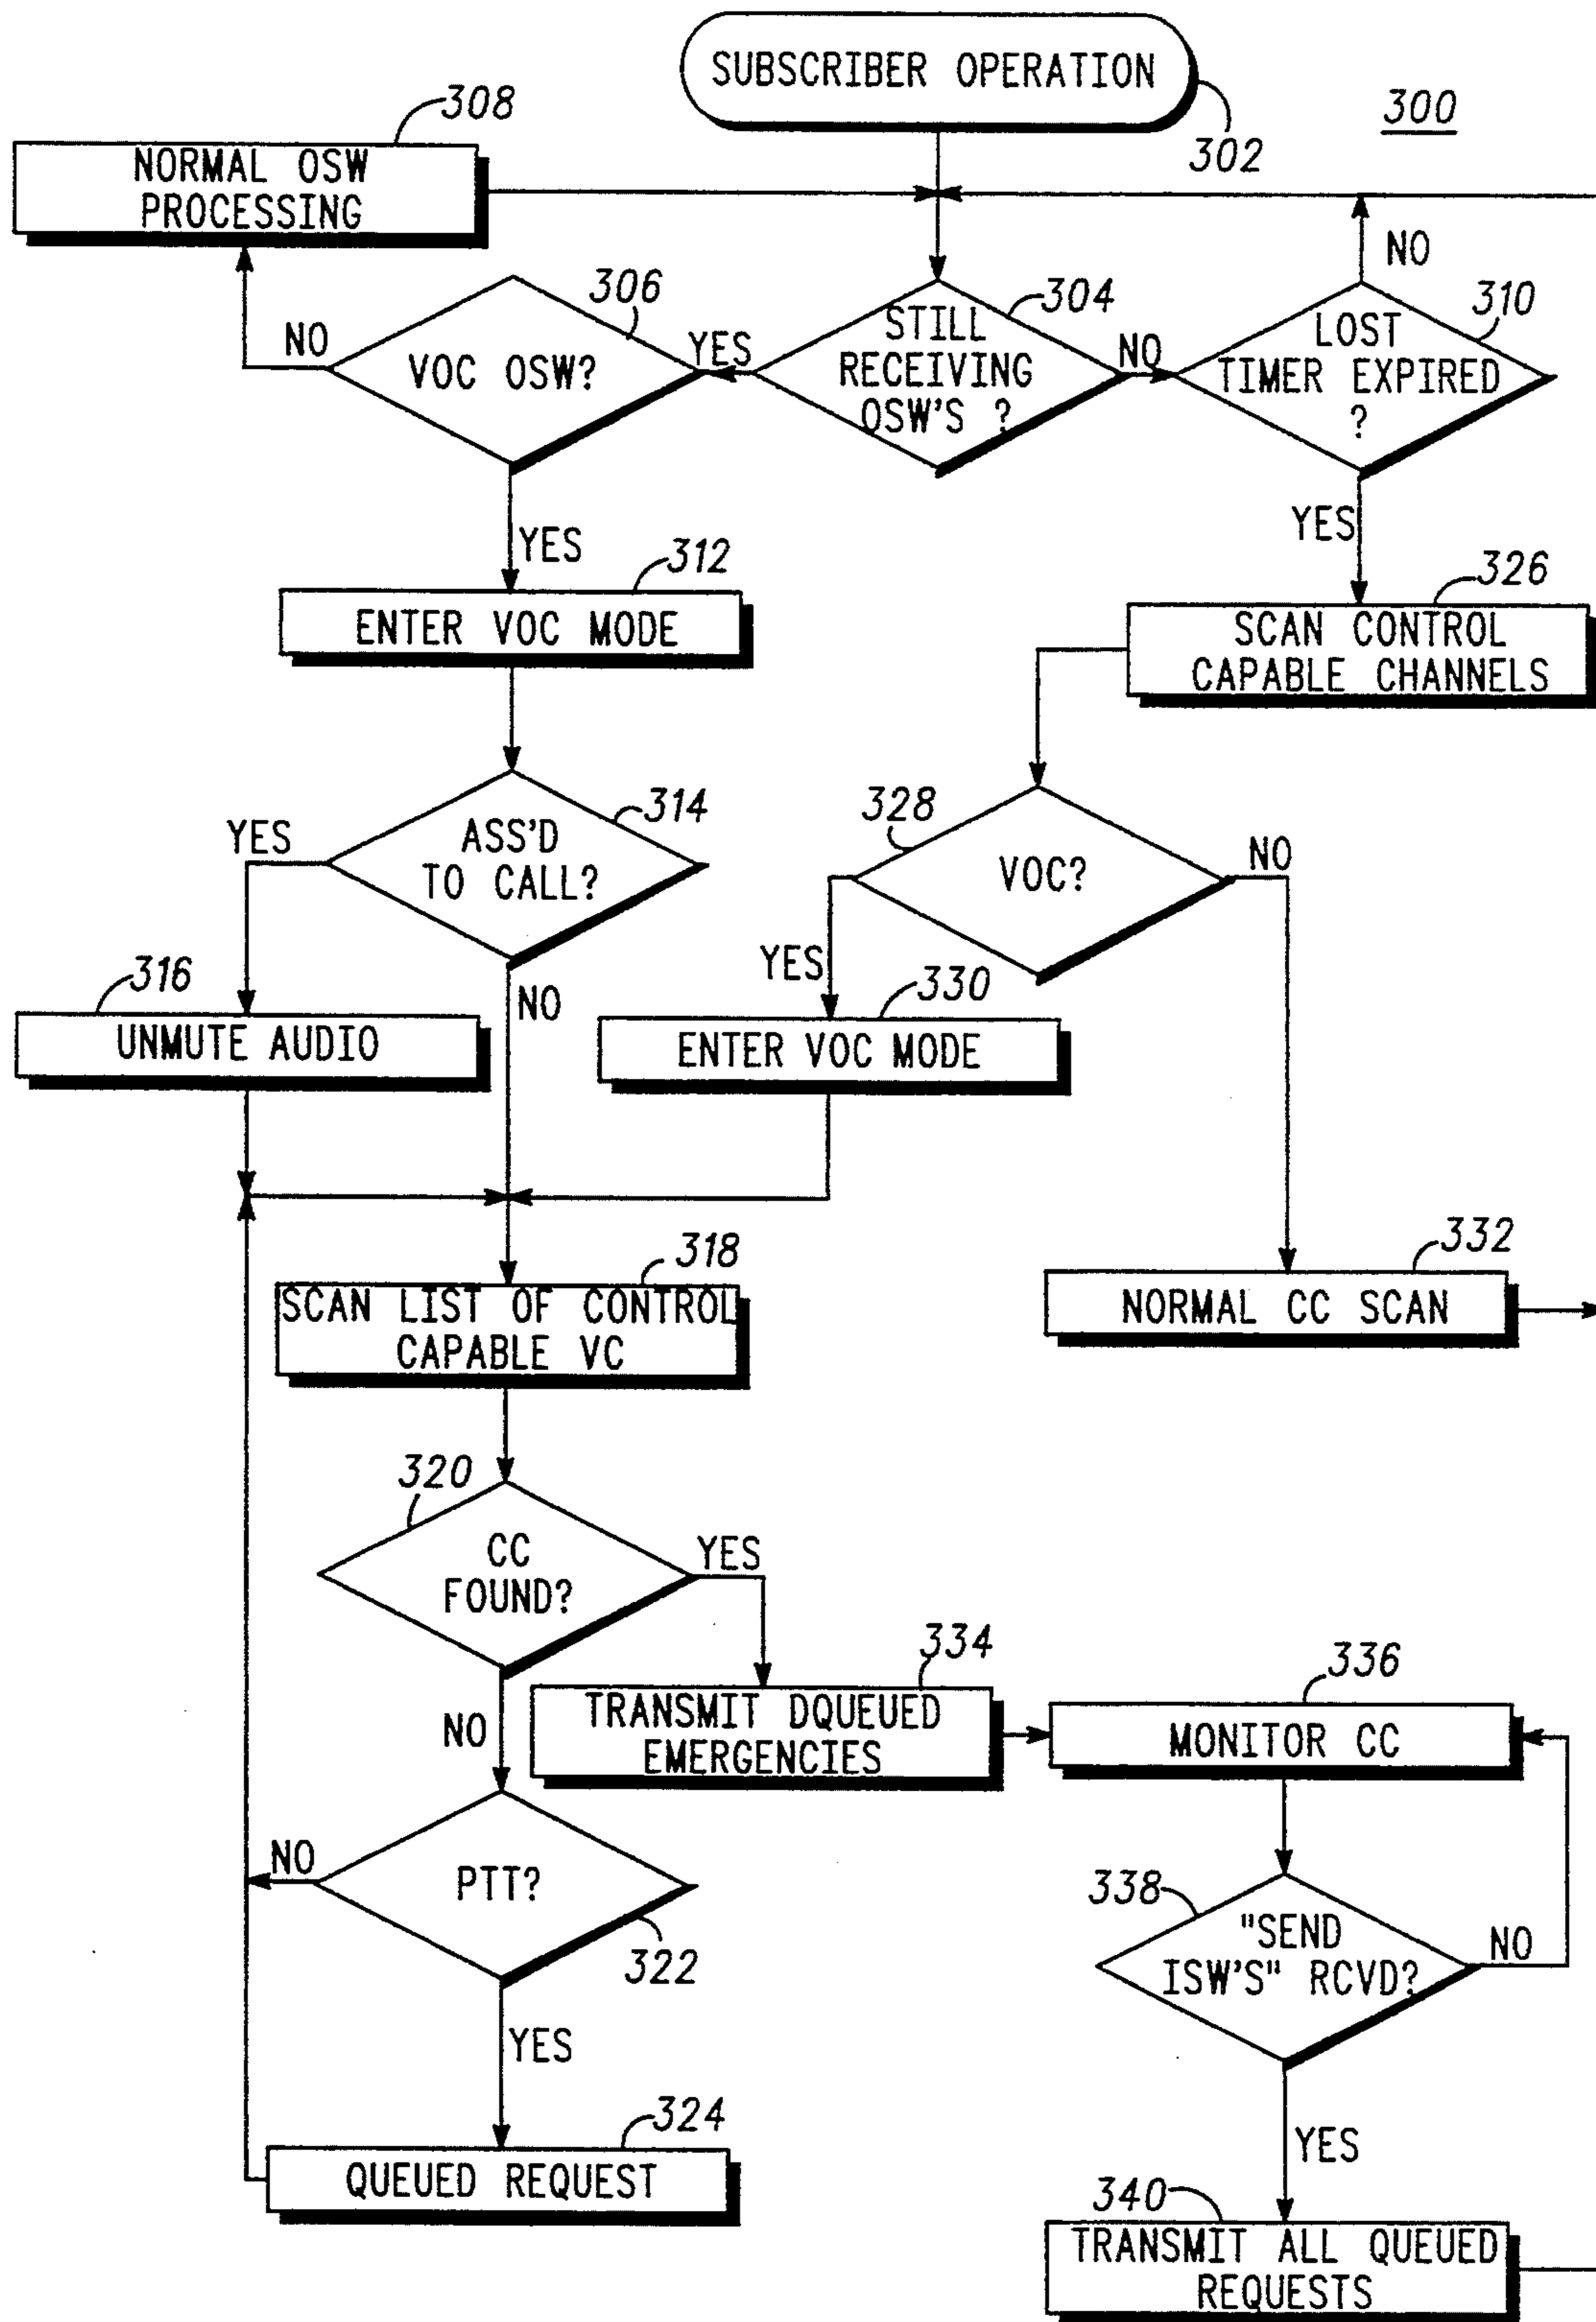 SUBSCRIBER OPERATION
302
300
308
NORMAL OSW
PROCESSING
NO
306
VOC OSW?
YES
304
STILL
RECEIVING
OSW'S ?
NO
310
LOST
TIMER EXPIRED
?
NO
YES
YES
312
ENTER VOC MODE
326
SCAN CONTROL
CAPABLE CHANNELS
314
ASS'D
TO CALL?
YES
NO
328
VOC?
NO
YES
316
UNMUTE AUDIO
330
ENTER VOC MODE
318
SCAN LIST OF CONTROL
CAPABLE VC
332
NORMAL CC SCAN
320
CC
FOUND?
YES
NO
334
TRANSMIT DQUEUED
EMERGENCIES
336
MONITOR CC
NO
PTT?
322
YES
338
"SEND
ISW'S" RCVD?
NO
YES
324
QUEUED REQUEST
340
TRANSMIT ALL QUEUED
REQUESTS